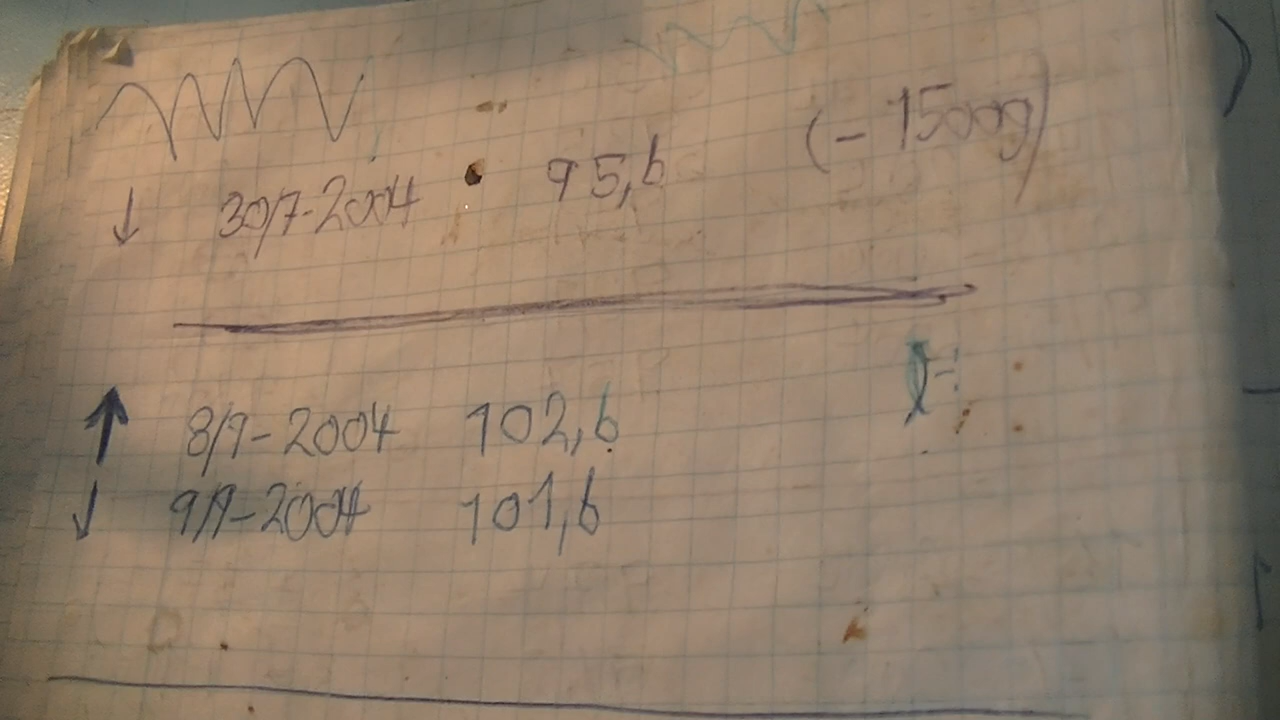 ↓ 30/7-2004 • 95,6 (-1500g)
↑ 8/9-2004 102,6
↓ 9/9-2004 101,6